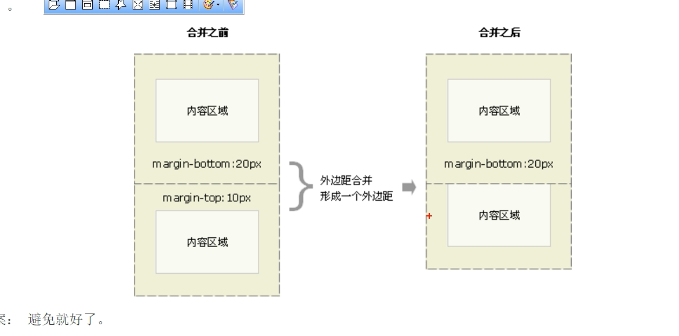 。
合并之前
合并之后
内容区域
内容区域
margin-bottom:20px
margin-bottom:20px
外边距合并
形成一个外边距
margin-top:10px
内容区域
内容区域
案： 避免就好了。